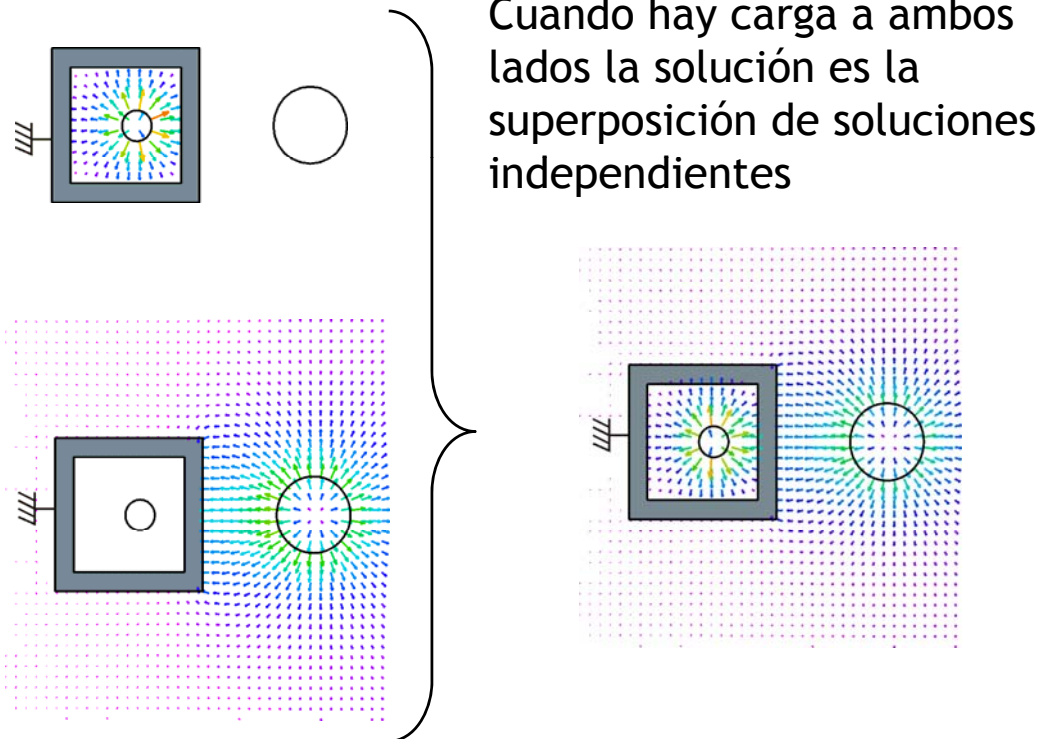 Cuando hay carga a ambos
lados la solución es la
superposición de soluciones
independientes